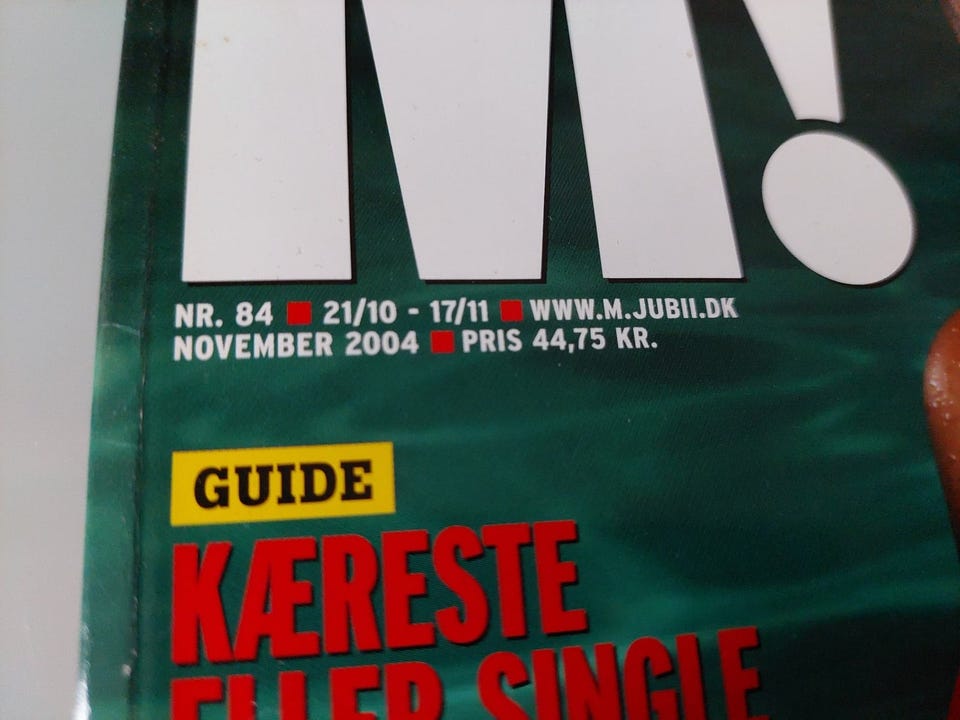 M!
NR. 84 ■ 21/10 - 17/11 ■ WWW.M.JUBII.DK
NOVEMBER 2004 ■ PRIS 44,75 KR.
GUIDE
KÆRESTE
ELLER SINGLE